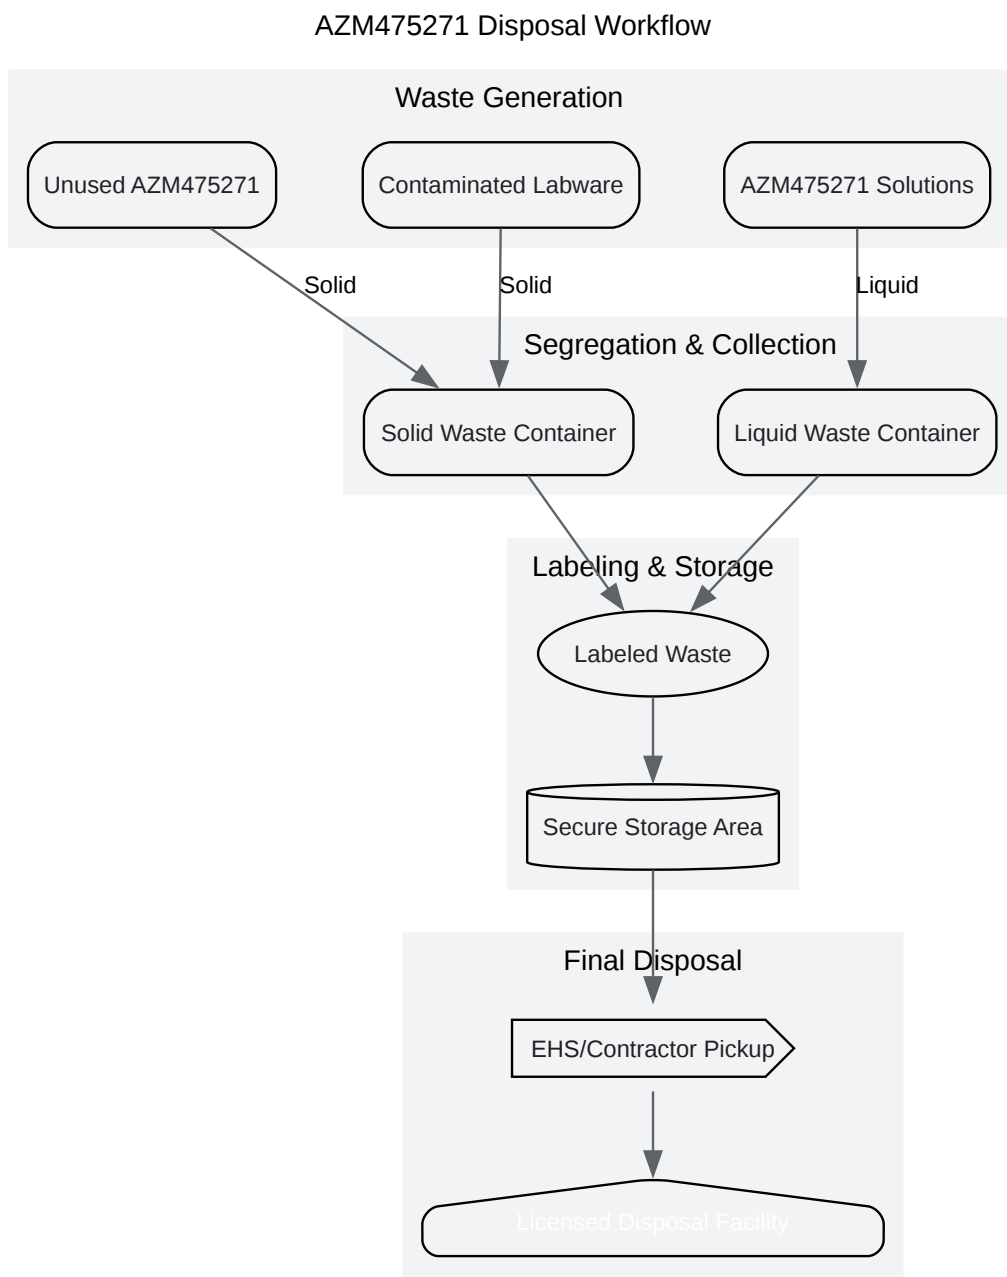 AZM475271 Disposal Workflow
Waste Generation
Unused AZM475271
Contaminated Labware
AZM475271 Solutions
Solid
Solid
Liquid
Segregation & Collection
Solid Waste Container
Liquid Waste Container
Labeling & Storage
Labeled Waste
Secure Storage Area
Final Disposal
EHS/Contractor Pickup
Licensed Disposal Facility